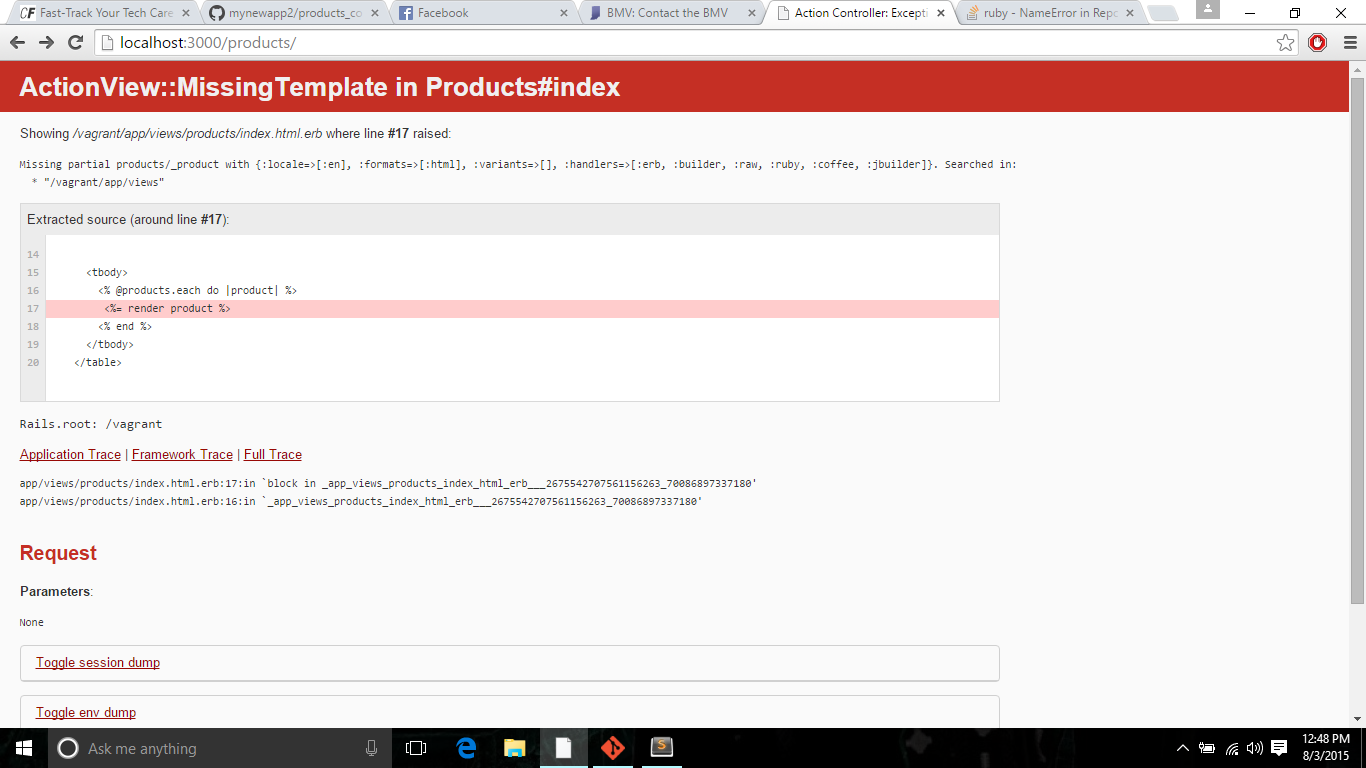 Fast-Track Your Tech Care
mynewapp2/products_co
Facebook
BMV: Contact the BMV
Action Controller: Excepti
ruby - NameError in Repo
localhost:3000/products/
ActionView::MissingTemplate in Products#index
Showing /vagrant/app/views/products/index.html.erb where line #17 raised:
Missing partial products/_product with {:locale=>[:en], :formats=>[:html], :variants=>[], :handlers=>[:erb, :builder, :raw, :ruby, :coffee, :jbuilder]}. Searched in:
* "/vagrant/app/views"
Extracted source (around line #17):
14
15 <tbody>
16 <% @products.each do |product| %>
17 <%= render product %>
18 <% end %>
19 </tbody>
20 </table>
Rails.root: /vagrant
Application Trace | Framework Trace | Full Trace
app/views/products/index.html.erb:17:in `block in _app_views_products_index_html_erb___2675542707561156263_70086897337180'
app/views/products/index.html.erb:16:in `_app_views_products_index_html_erb___2675542707561156263_70086897337180'
Request
Parameters:
None
Toggle session dump
Toggle env dump
Ask me anything
12:48 PM
8/3/2015